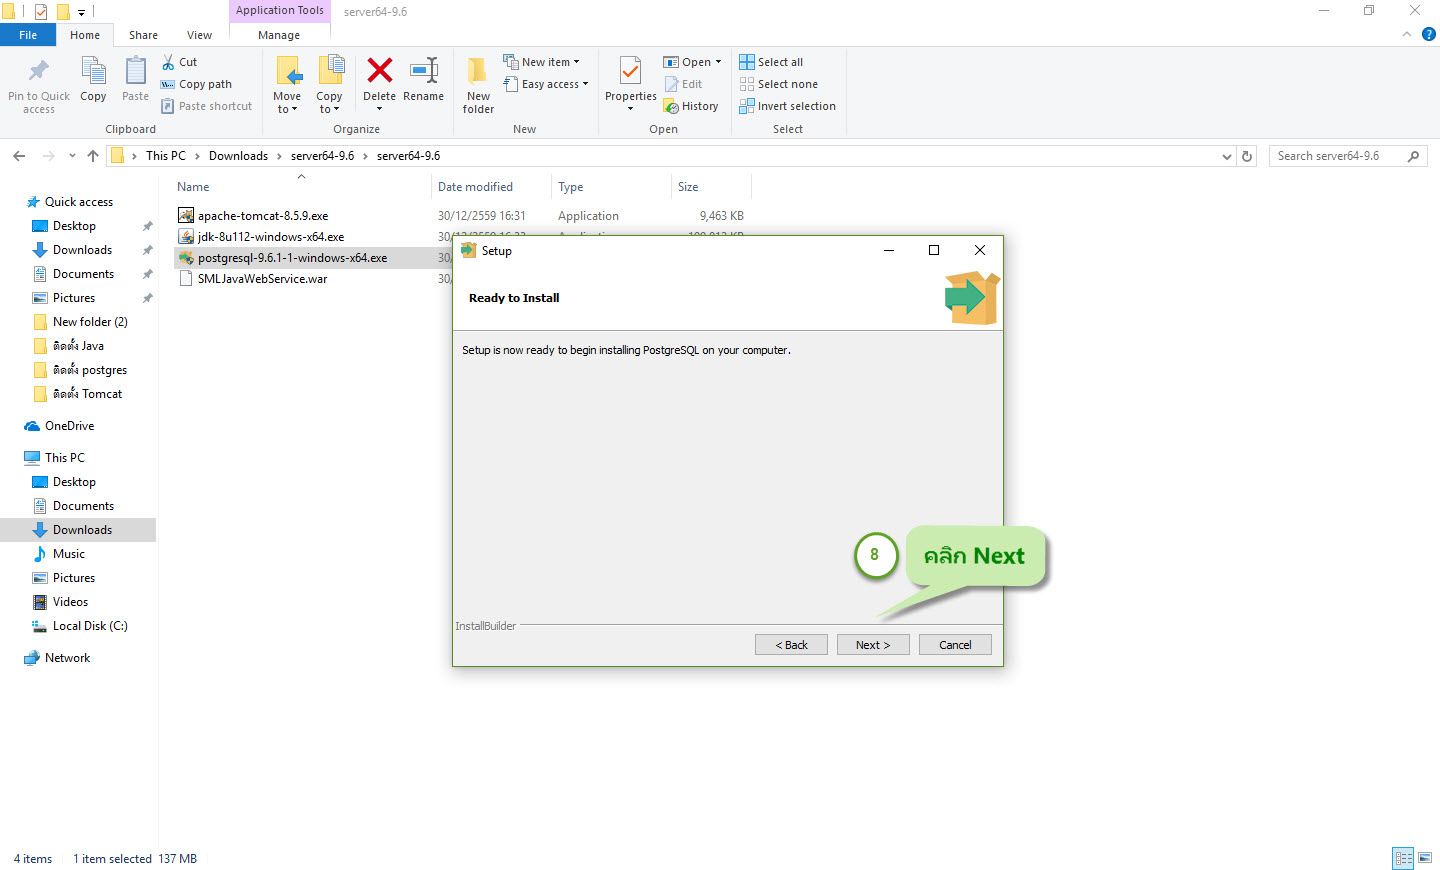 Application Tools
server64-9.6
File
Home
Share
View
Manage
Pin to Quick access
Copy
Paste
Cut
Copy path
Paste shortcut
Clipboard
Move to
Copy to
Delete
Rename
Organize
New folder
New item
Easy access
New
Properties
Open
Edit
History
Open
Select all
Select none
Invert selection
Select
This PC > Downloads > server64-9.6 > server64-9.6
Search server64-9.6
Name
Date modified
Type
Size
apache-tomcat-8.5.9.exe 30/12/2559 16:31 Application 9,463 KB
jdk-8u112-windows-x64.exe
postgresql-9.6.1-1-windows-x64.exe 30
SMLJavaWebService.war 30/
Quick access
Desktop
Downloads
Documents
Pictures
New folder (2)
ติดตั้ง Java
ติดตั้ง postgres
ติดตั้ง Tomcat
OneDrive
This PC
Desktop
Documents
Downloads
Music
Pictures
Videos
Local Disk (C:)
Network
4 items
1 item selected 137 MB
Setup
Ready to Install
Setup is now ready to begin installing PostgreSQL on your computer.
8
คลิก Next
InstallBuilder
< Back
Next >
Cancel